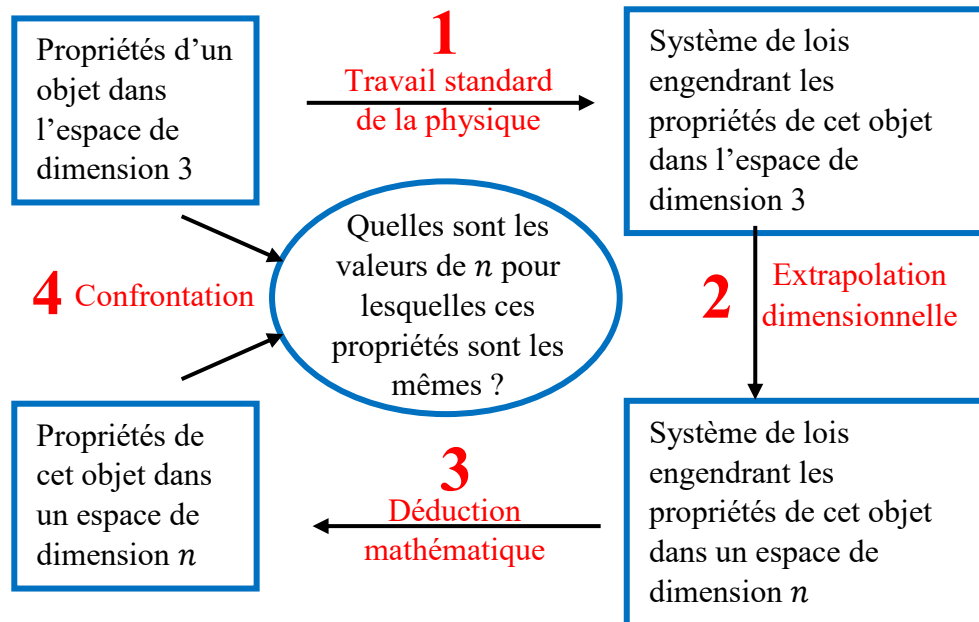 Propriétés d’un
objet dans
l’espace de
dimension 3
1
Travail standard
de la physique
Système de lois
engendrant les
propriétés de cet objet
dans l’espace de
dimension 3
2
Extrapolation
dimensionnelle
Système de lois
engendrant les
propriétés de cet objet
dans un espace de
dimension n
3
Déduction
mathématique
Propriétés de
cet objet dans
un espace de
dimension n
4 Confrontation
Quelles sont les
valeurs de n pour
lesquelles ces
propriétés sont les
mêmes ?